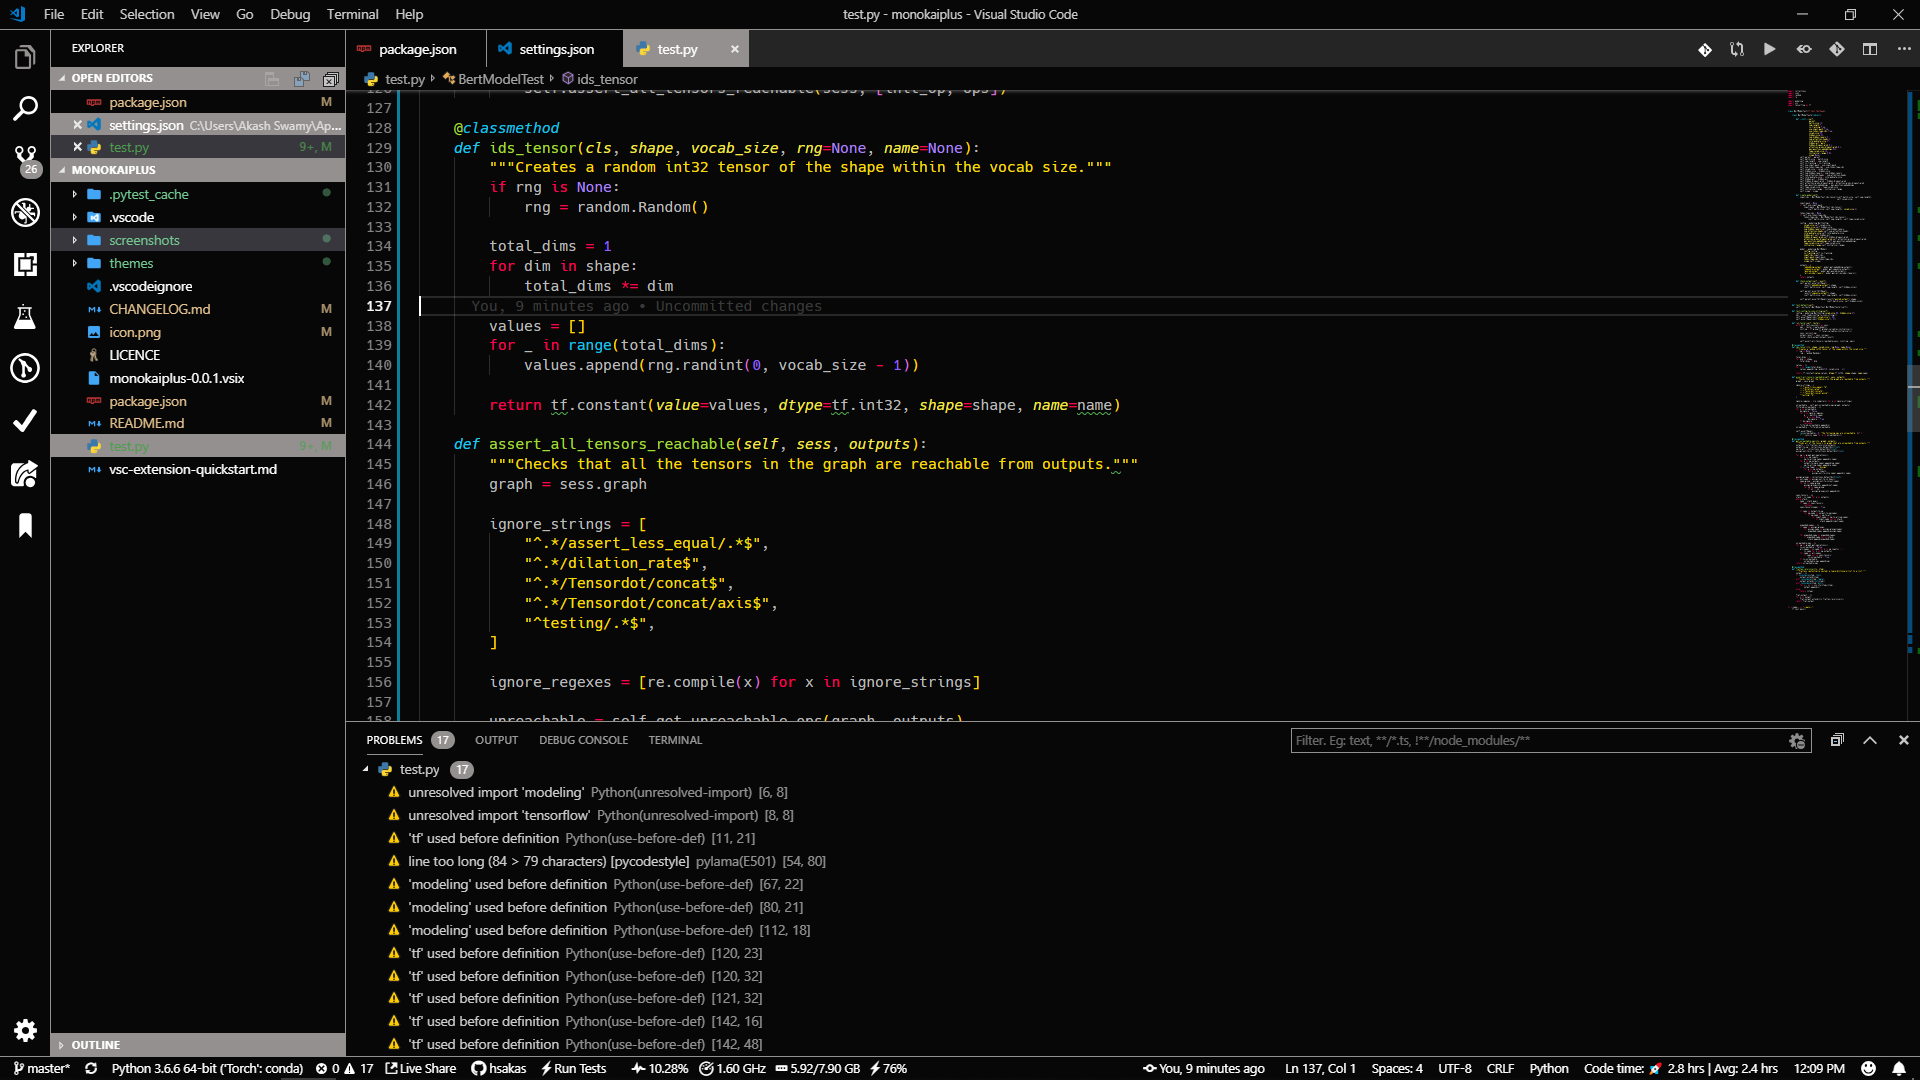 File Edit Selection View Go Debug Terminal Help
test.py - monokaiplus - Visual Studio Code
EXPLORER
OPEN EDITORS
package.json M
settings.json C:\Users\Akash Swamy\Ap...
test.py 9+, M
MONOKAIPLUS
.pytest_cache
.vscode
screenshots
themes
.vscodeignore
CHANGELOG.md M
icon.png M
LICENCE
monokaiplus-0.0.1.vsix
package.json M
README.md M
test.py 9+, M
vsc-extension-quickstart.md
OUTLINE
26
package.json settings.json test.py
test.py BertModelTest ids_tensor
126 self.assert_all_tensors_reachable(sess, [init_op, ops])
127
128 @classmethod
129 def ids_tensor(cls, shape, vocab_size, rng=None, name=None):
130 """Creates a random int32 tensor of the shape within the vocab size."""
131 if rng is None:
132 rng = random.Random()
133
134 total_dims = 1
135 for dim in shape:
136 total_dims *= dim
137 You, 9 minutes ago • Uncommitted changes
138 values = []
139 for _ in range(total_dims):
140 values.append(rng.randint(0, vocab_size - 1))
141
142 return tf.constant(value=values, dtype=tf.int32, shape=shape, name=name)
143
144 def assert_all_tensors_reachable(self, sess, outputs):
145 """Checks that all the tensors in the graph are reachable from outputs."""
146 graph = sess.graph
147
148 ignore_strings = [
149 "^.*/assert_less_equal/.*$",
150 "^.*/dilation_rate$",
151 "^.*/Tensordot/concat$",
152 "^.*/Tensordot/concat/axis$",
153 "^testing/.*$",
154 ]
155
156 ignore_regexes = [re.compile(x) for x in ignore_strings]
157
158 unreachable = self.get_unreachable_ops(graph, outputs)
PROBLEMS 17 OUTPUT DEBUG CONSOLE TERMINAL
Filter. Eg: text, **/*.ts, !**/node_modules/**
test.py 17
unresolved import 'modeling' Python(unresolved-import) [6, 8]
unresolved import 'tensorflow' Python(unresolved-import) [8, 8]
'tf' used before definition Python(use-before-def) [11, 21]
line too long (84 > 79 characters) [pycodestyle] pylama(E501) [54, 80]
'modeling' used before definition Python(use-before-def) [67, 22]
'modeling' used before definition Python(use-before-def) [80, 21]
'modeling' used before definition Python(use-before-def) [112, 18]
'tf' used before definition Python(use-before-def) [120, 23]
'tf' used before definition Python(use-before-def) [120, 32]
'tf' used before definition Python(use-before-def) [121, 32]
'tf' used before definition Python(use-before-def) [142, 16]
'tf' used before definition Python(use-before-def) [142, 48]
master* Python 3.6.6 64-bit ('Torch': conda) 0 17 Live Share hsakas Run Tests 10.28% 1.60 GHz 5.92/7.90 GB 76% You, 9 minutes ago Ln 137, Col 1 Spaces: 4 UTF-8 CRLF Python Code time: 🚀 2.8 hrs | Avg: 2.4 hrs 12:09 PM